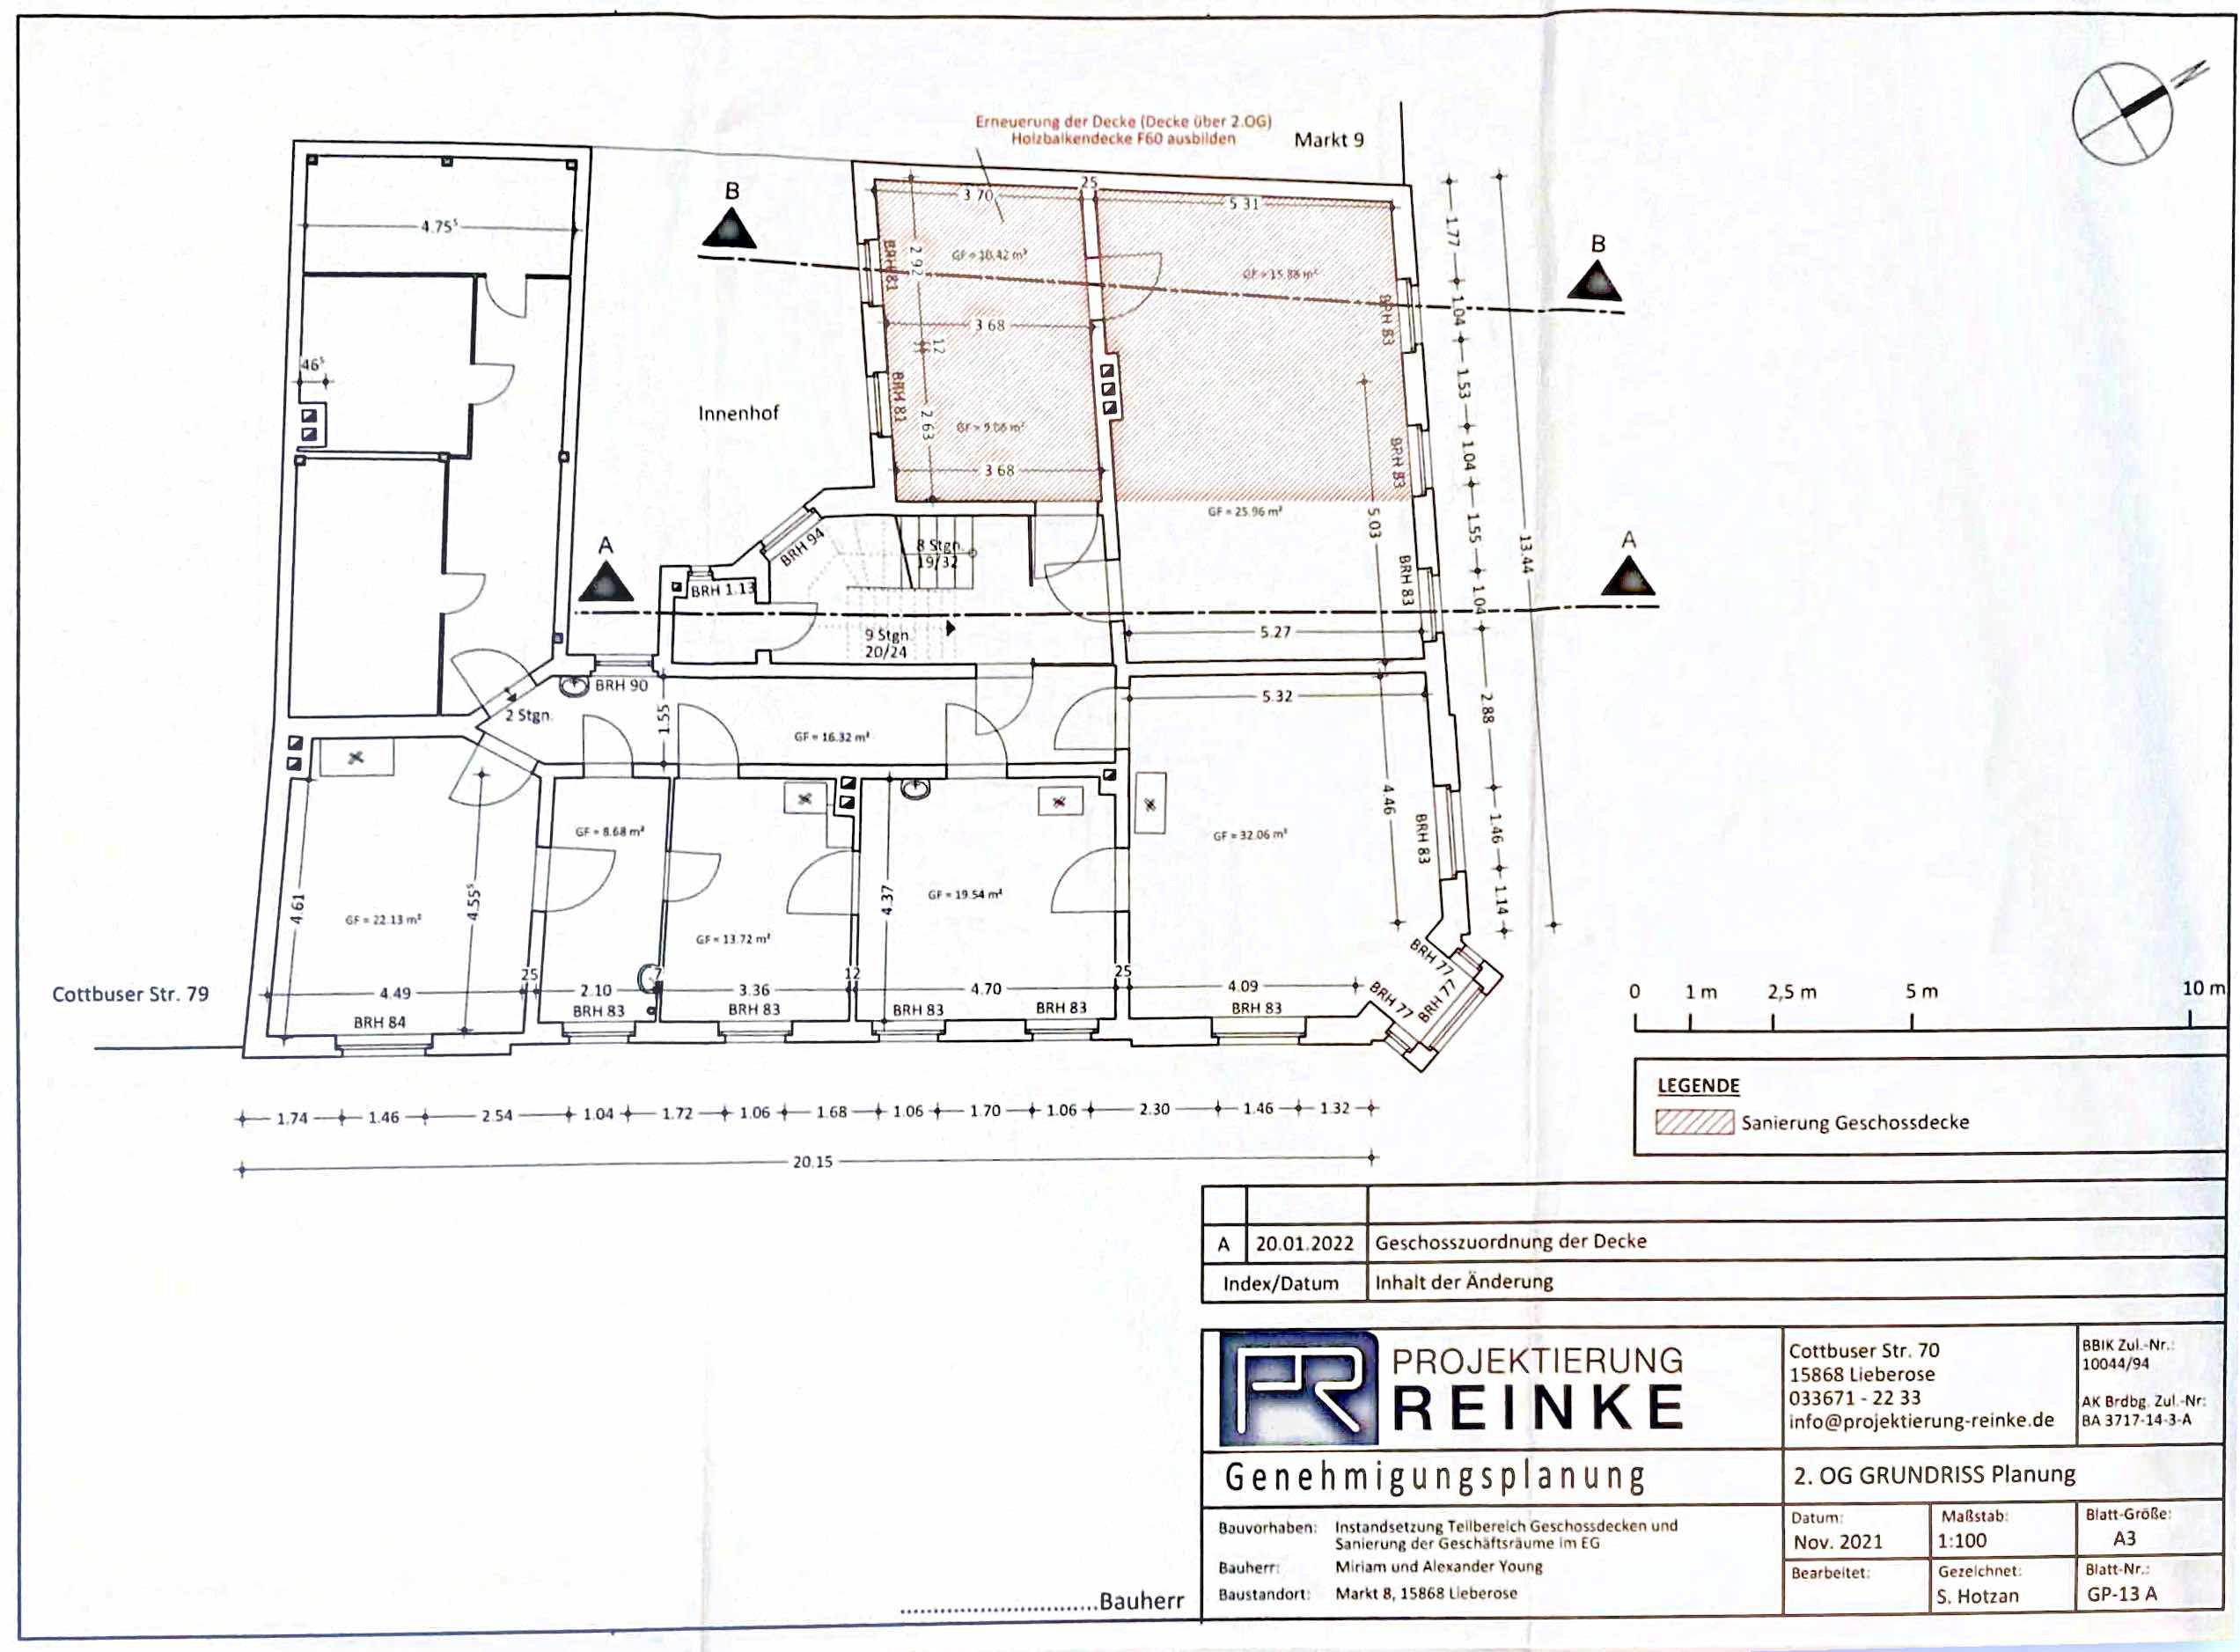 Erneuerung der Decke (Decke über 2.OG)
Holzbalkendecke F60 ausbilden
Markt 9
N
B
B
3 70
25
5 31
4.75⁵
2 92
BRH 81
GF = 10.42 m²
GF = 15.88 m²
1.77
1.04
BRH 83
3 68
12
46⁵
BRH 81
2 63
Innenhof
GF = 9.06 m²
3 68
1.53
1.04
BRH 83
GF = 25.96 m²
5.03
1.55
13.44
A
A
BRH 94
8 Stgn.
19/32
BRH 1.13
BRH 83
1.04
9 Stgn.
20/24
5.27
BRH 90
2 Stgn.
1.55
GF = 16.32 m²
5.32
2.88
4.46
1.46
BRH 83
1.14
GF = 8.68 m²
GF = 32.06 m²
4.61
4.55⁵
GF = 22.13 m²
GF = 13.72 m²
4.37
GF = 19.54 m²
BRH 77
BRH 77
BRH 77
Cottbuser Str. 79
4.49
25
2.10
7
3.36
12
4.70
25
4.09
BRH 84
BRH 83
BRH 83
BRH 83
BRH 83
BRH 83
0 1 m 2,5 m 5 m 10 m
LEGENDE
Sanierung Geschossdecke
1.74 1.46 2.54 1.04 1.72 1.06 1.68 1.06 1.70 1.06 2.30 1.46 1.32
20.15
A 20.01.2022 Geschosszuordnung der Decke
Index/Datum Inhalt der Änderung
PR
PROJEKTIERUNG
REINKE
Cottbuser Str. 70
15868 Lieberose
033671 - 22 33
info@projektierung-reinke.de
BBIK Zul.-Nr.:
10044/94
AK Brdbg. Zul.-Nr:
BA 3717-14-3-A
Genehmigungsplanung
2. OG GRUNDRISS Planung
Bauvorhaben: Instandsetzung Teilbereich Geschossdecken und
Sanierung der Geschäftsräume im EG
Bauherr: Miriam und Alexander Young
Baustandort: Markt 8, 15868 Lieberose
Datum:
Nov. 2021
Maßstab:
1:100
Blatt-Größe:
A3
Bearbeitet:
Gezeichnet:
S. Hotzan
Blatt-Nr.:
GP-13 A
..............................Bauherr